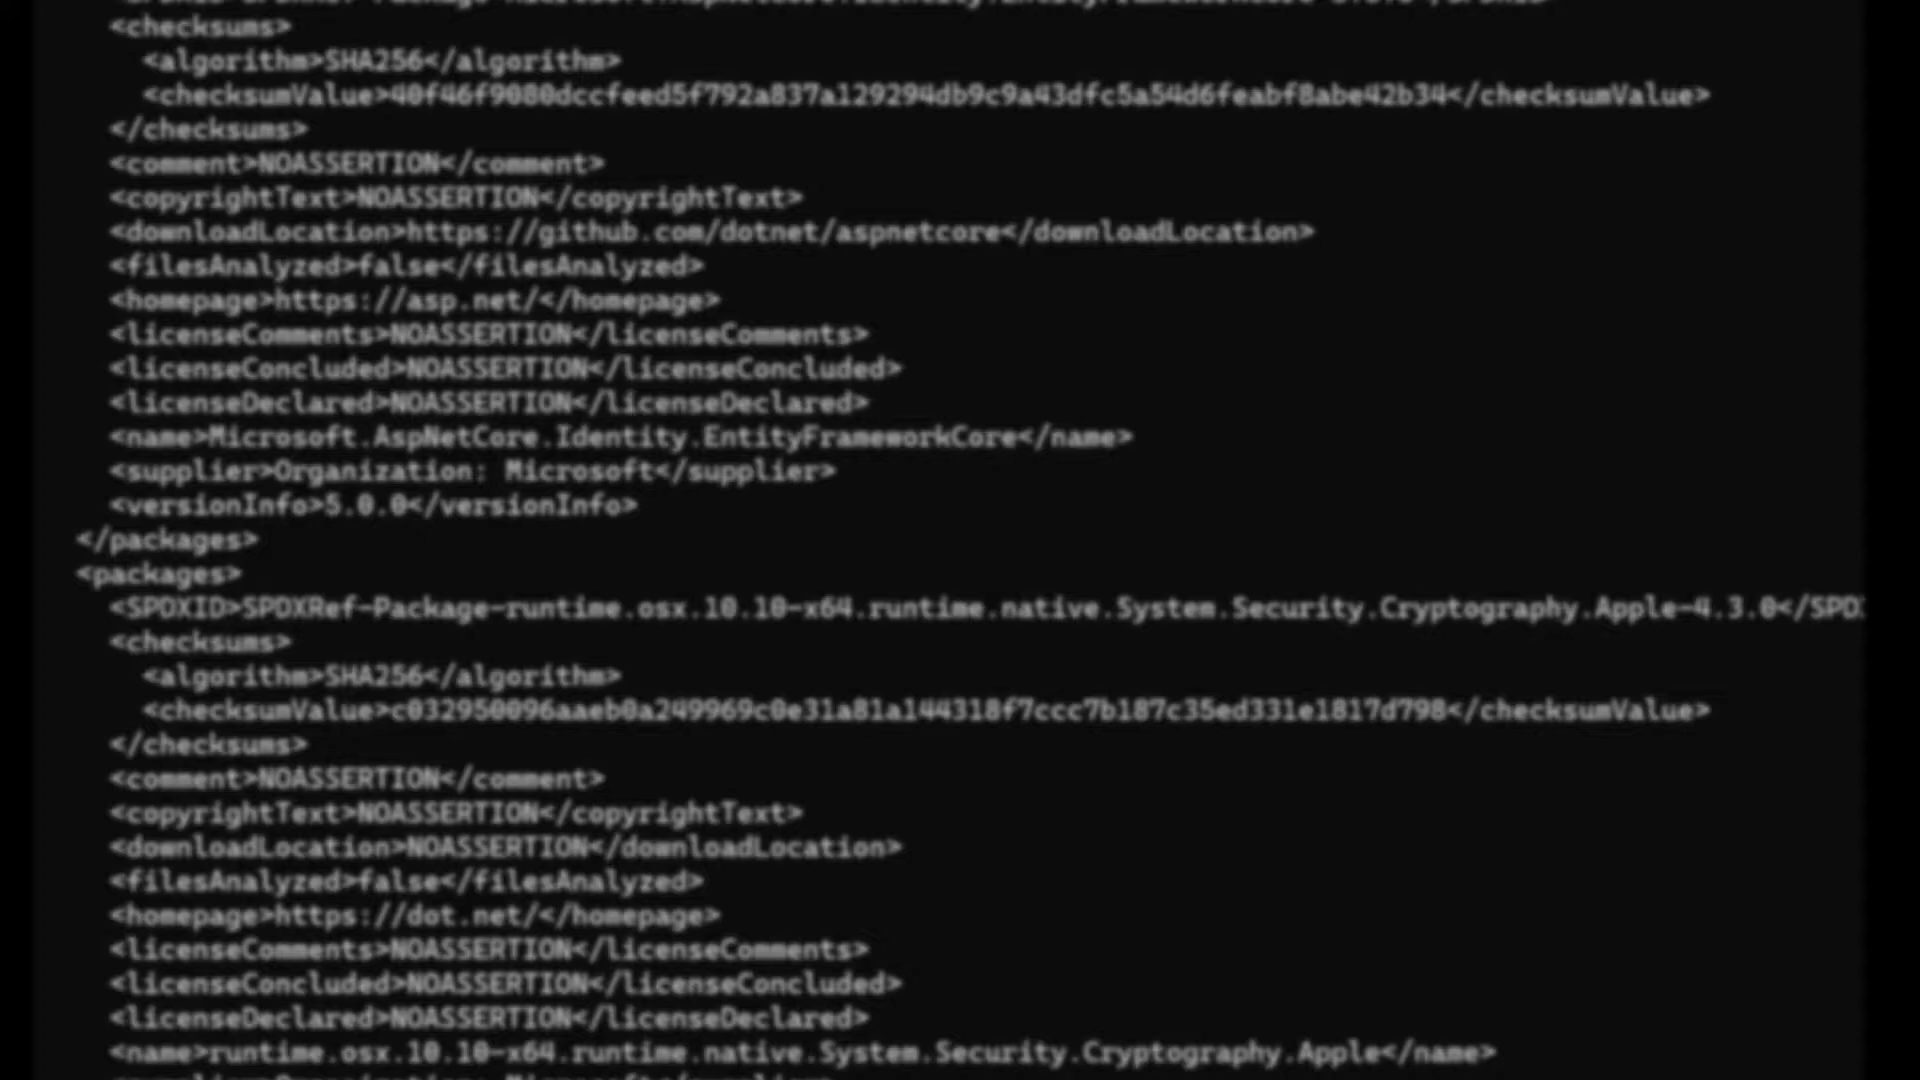 <checksums>
<algorithm>SHA256</algorithm>
<checksumValue>40f46f9080dccfeed5f792a837a129294db9c9a43dfc5a54d6feabf8abe42b34</checksumValue>
</checksums>
<comment>NOASSERTION</comment>
<copyrightText>NOASSERTION</copyrightText>
<downloadLocation>https://github.com/dotnet/aspnetcore</downloadLocation>
<filesAnalyzed>false</filesAnalyzed>
<homepage>https://asp.net/</homepage>
<licenseComments>NOASSERTION</licenseComments>
<licenseConcluded>NOASSERTION</licenseConcluded>
<licenseDeclared>NOASSERTION</licenseDeclared>
<name>Microsoft.AspNetCore.Identity.EntityFrameworkCore</name>
<supplier>Organization: Microsoft</supplier>
<versionInfo>5.0.0</versionInfo>
</packages>
<packages>
<SPDXID>SPDXRef-Package-runtime.osx.10.10-x64.runtime.native.System.Security.Cryptography.Apple-4.3.0</SPD
<checksums>
<algorithm>SHA256</algorithm>
<checksumValue>c032950096aaeb0a249969c0e31a81a144318f7ccc7b187c35ed331e1817d798</checksumValue>
</checksums>
<comment>NOASSERTION</comment>
<copyrightText>NOASSERTION</copyrightText>
<downloadLocation>NOASSERTION</downloadLocation>
<filesAnalyzed>false</filesAnalyzed>
<homepage>https://dot.net/</homepage>
<licenseComments>NOASSERTION</licenseComments>
<licenseConcluded>NOASSERTION</licenseConcluded>
<licenseDeclared>NOASSERTION</licenseDeclared>
<name>runtime.osx.10.10-x64.runtime.native.System.Security.Cryptography.Apple</name>